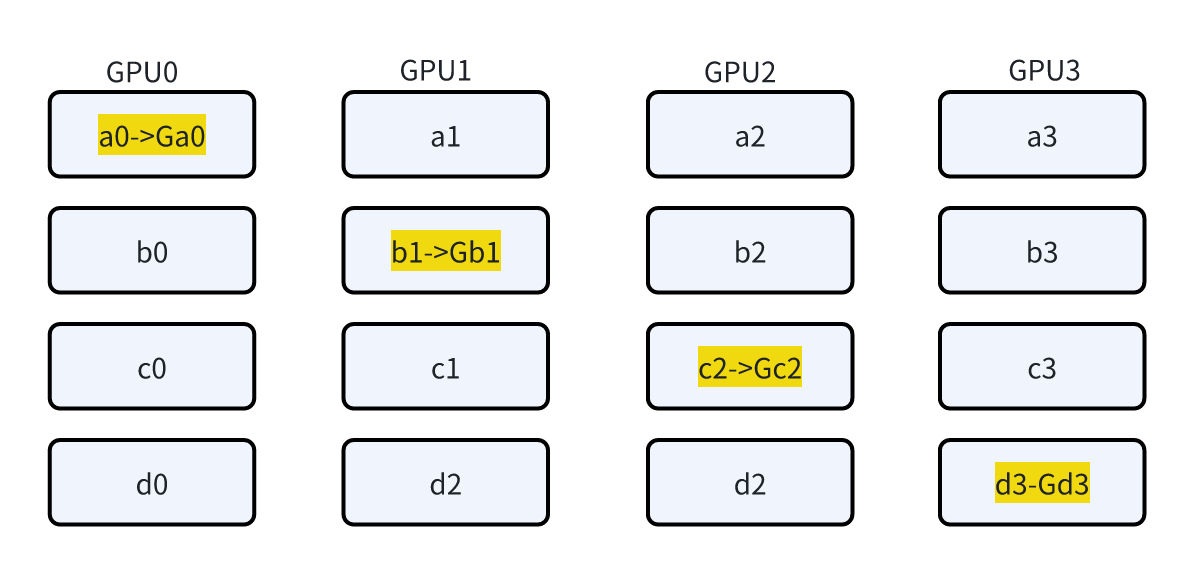 GPU0 GPU1 GPU2 GPU3
a0->Ga0 a1 a2 a3
b0 b1->Gb1 b2 b3
c0 c1 c2->Gc2 c3
d0 d2 d2 d3-Gd3